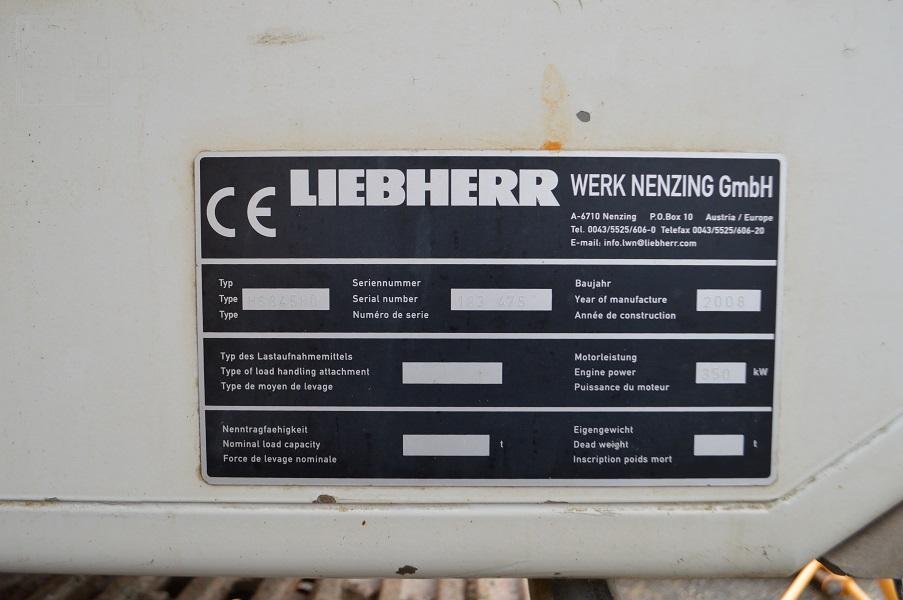 CE LIEBHERR WERK NENZING GmbH
A-6710 Nenzing P.O.Box 10 Austria / Europe
Tel. 0043/5525/606-0 Telefax 0043/5525/606-20
E-mail: info.lwn@liebherr.com
Typ Seriennummer Baujahr
Type HS845HD Serial number 183 475 Year of manufacture 2008
Type Numéro de serie Année de construction
Typ des Lastaufnahmemittels Motorleistung
Type of load handling attachment Engine power 350 kW
Type de moyen de levage Puissance du moteur
Nenntragfaehigkeit Eigengewicht
Nominal load capacity t Dead weight t
Force de levage nominale Inscription poids mort